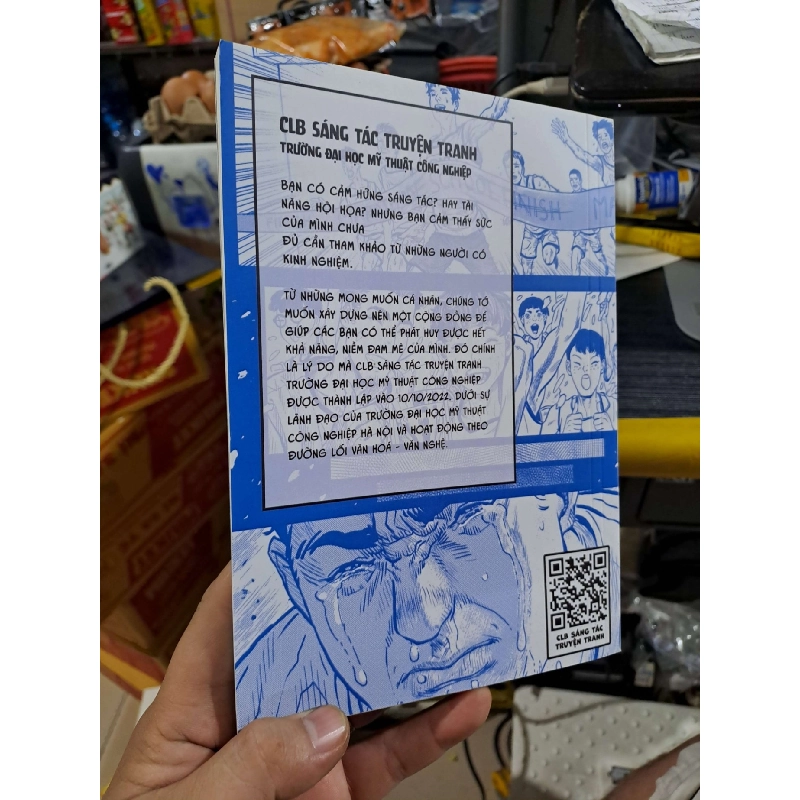 CLB SÁNG TÁC TRUYỆN TRANH
TRƯỜNG ĐẠI HỌC MỸ THUẬT CÔNG NGHIỆP
BẠN CÓ CẢM HỨNG SÁNG TÁC? HAY TÀI
NĂNG HỘI HỌA? NHƯNG BẠN CẢM THẤY SỨC
CỦA MÌNH CHƯA
ĐỦ CẦN THAM KHẢO TỪ NHỮNG NGƯỜI CÓ
KINH NGHIỆM.
TỪ NHỮNG MONG MUỐN CÁ NHÂN, CHÚNG TỚ
MUỐN XÂY DỰNG NÊN MỘT CỘNG ĐỒNG ĐỂ
GIÚP CÁC BẠN CÓ THỂ PHÁT HUY ĐƯỢC HẾT
KHẢ NĂNG, NIỀM ĐAM MÊ CỦA MÌNH. ĐÓ CHÍNH
LÀ LÝ DO MÀ CLB SÁNG TÁC TRUYỆN TRANH
TRƯỜNG ĐẠI HỌC MỸ THUẬT CÔNG NGHIỆP
ĐƯỢC THÀNH LẬP VÀO 10/10/2022. DƯỚI SỰ
LÃNH ĐẠO CỦA TRƯỜNG ĐẠI HỌC MỸ THUẬT
CÔNG NGHIỆP HÀ NỘI VÀ HOẠT ĐỘNG THEO
ĐƯỜNG LỐI VĂN HOÁ - VĂN NGHỆ.
CLB SÁNG TÁC
TRUYỆN TRANH